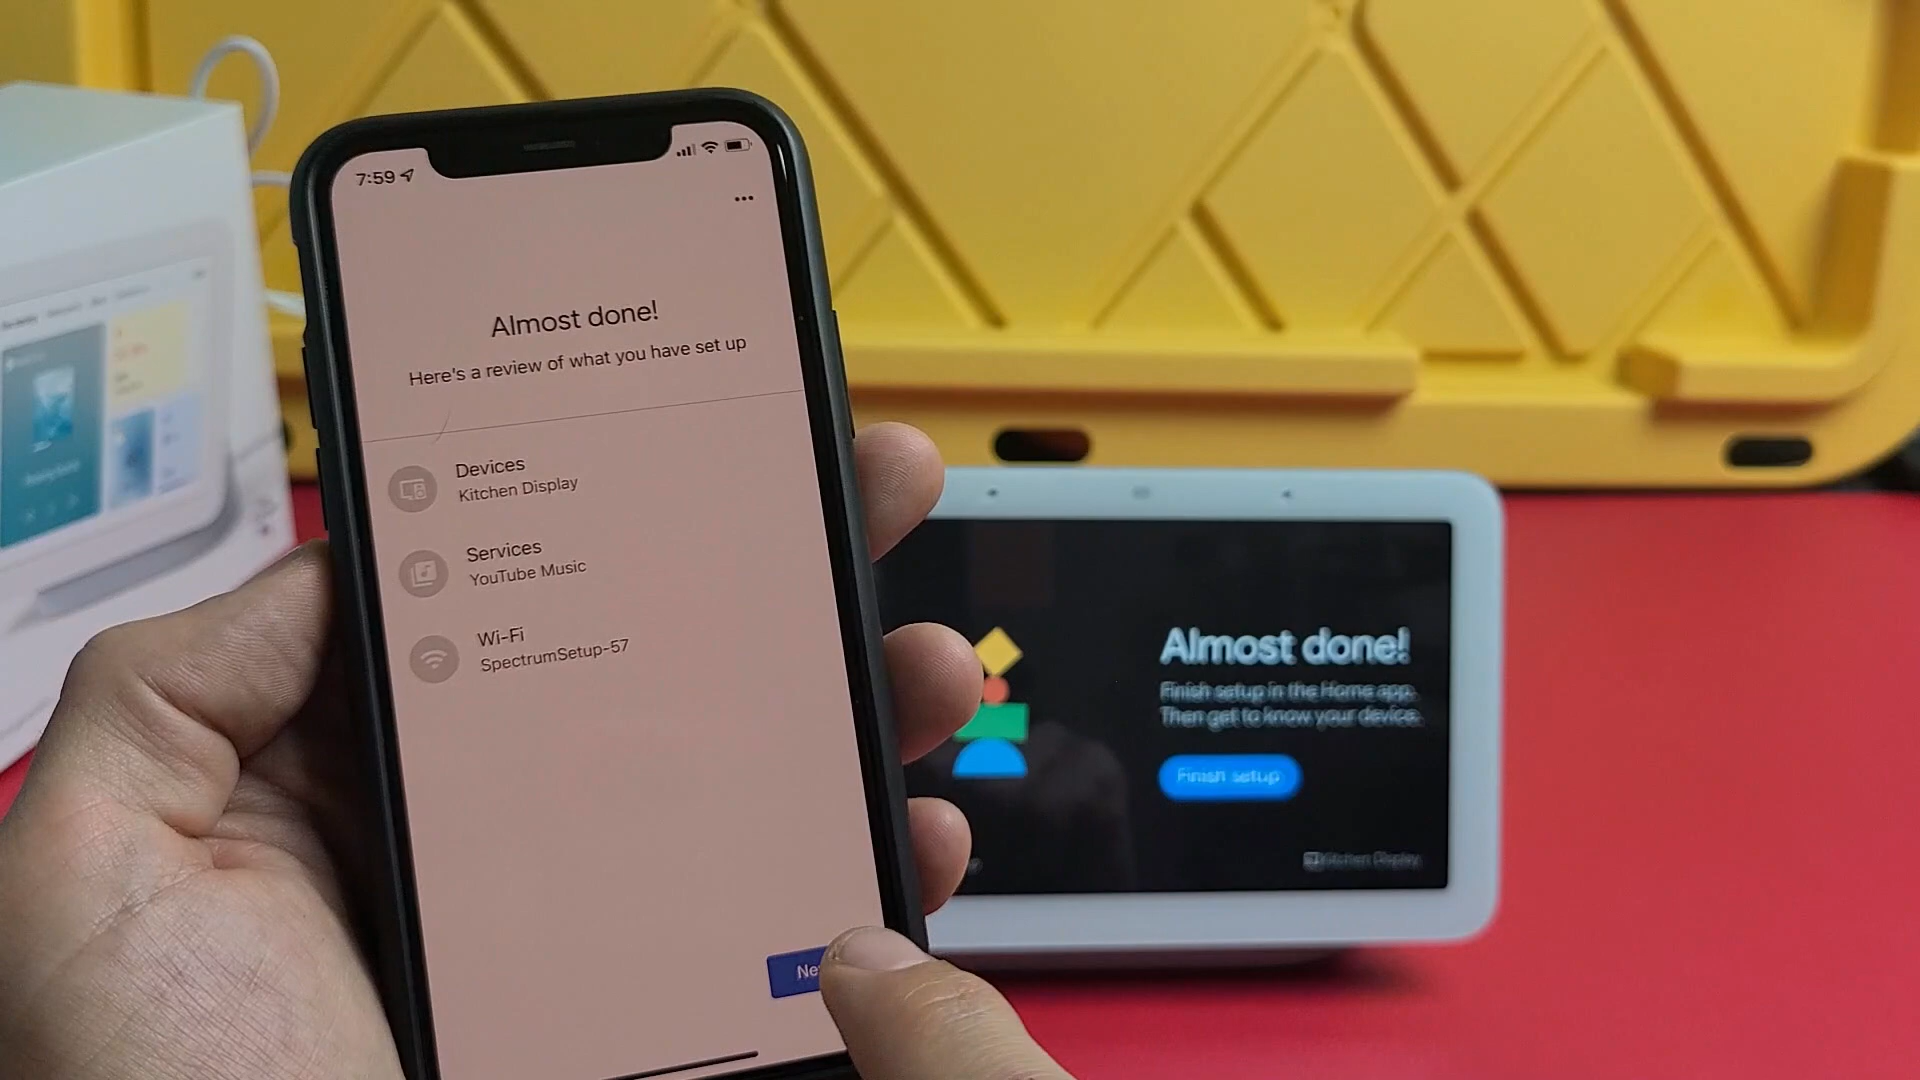 7:59
Almost done!
Here's a review of what you have set up
Devices
Kitchen Display
Services
YouTube Music
Wi-Fi
SpectrumSetup-57
Almost done!
Finish setup in the Home app.
Then get to know your device.
Finish setup
Kitchen Display